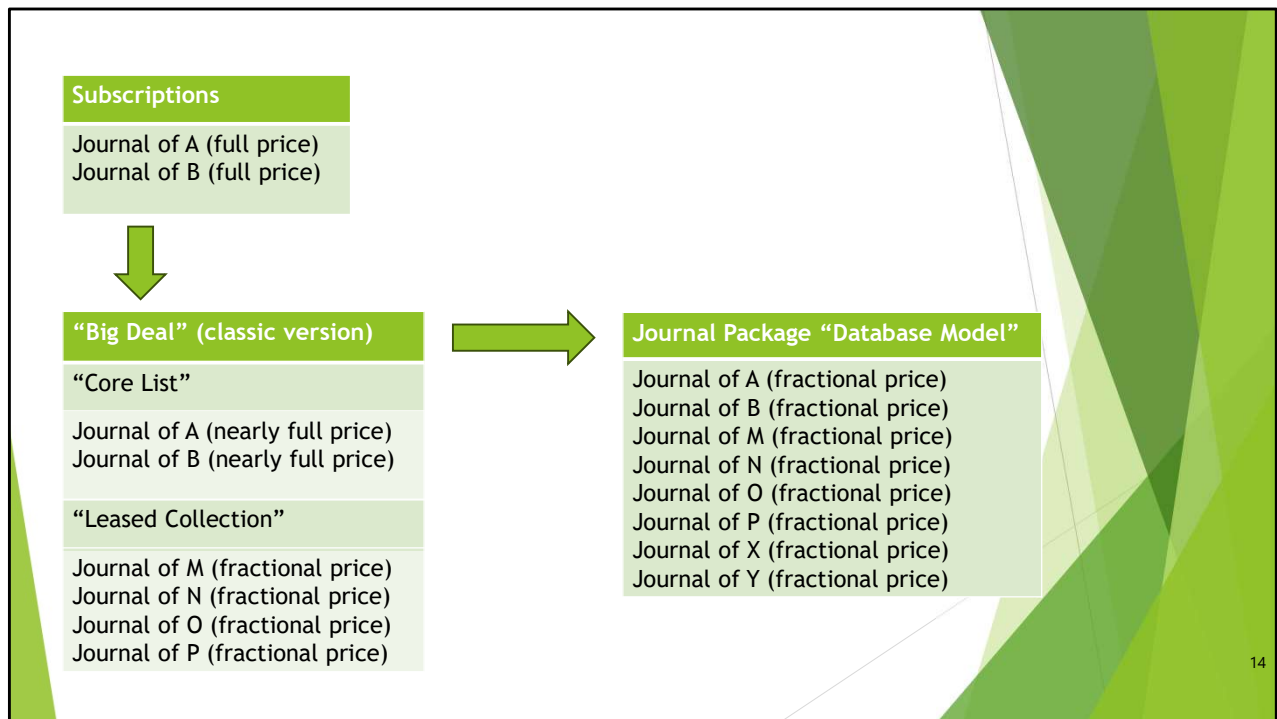 Subscriptions
Journal of A (full price)
Journal of B (full price)
“Big Deal” (classic version)
“Core List”
Journal of A (nearly full price)
Journal of B (nearly full price)
“Leased Collection”
Journal of M (fractional price)
Journal of N (fractional price)
Journal of O (fractional price)
Journal of P (fractional price)
Journal Package “Database Model”
Journal of A (fractional price)
Journal of B (fractional price)
Journal of M (fractional price)
Journal of N (fractional price)
Journal of O (fractional price)
Journal of P (fractional price)
Journal of X (fractional price)
Journal of Y (fractional price)
14